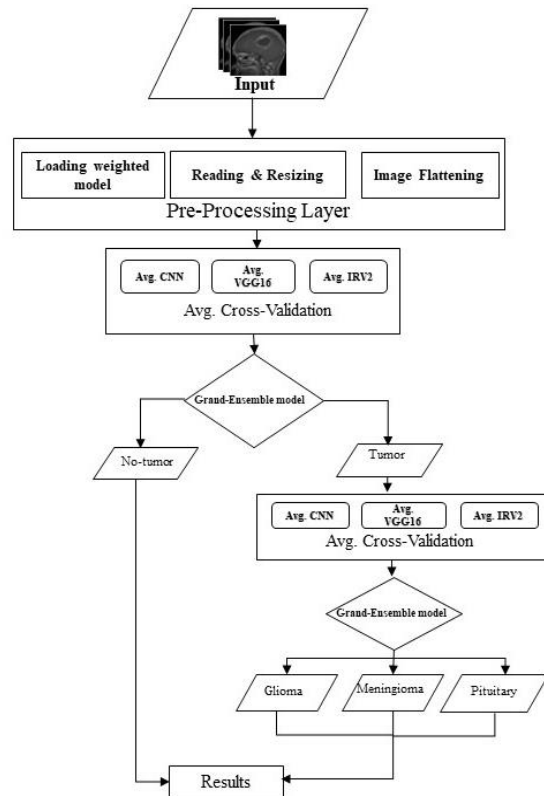 Input
Loading weighted
model
Reading & Resizing
Image Flattening
Pre-Processing Layer
Avg. CNN
Avg.
VGG16
Avg. IRV2
Avg. Cross-Validation
Grand-Ensemble model
No-tumor
Tumor
Avg. CNN
Avg.
VGG16
Avg. IRV2
Avg. Cross-Validation
Grand-Ensemble model
Glioma
Meningioma
Pituitary
Results